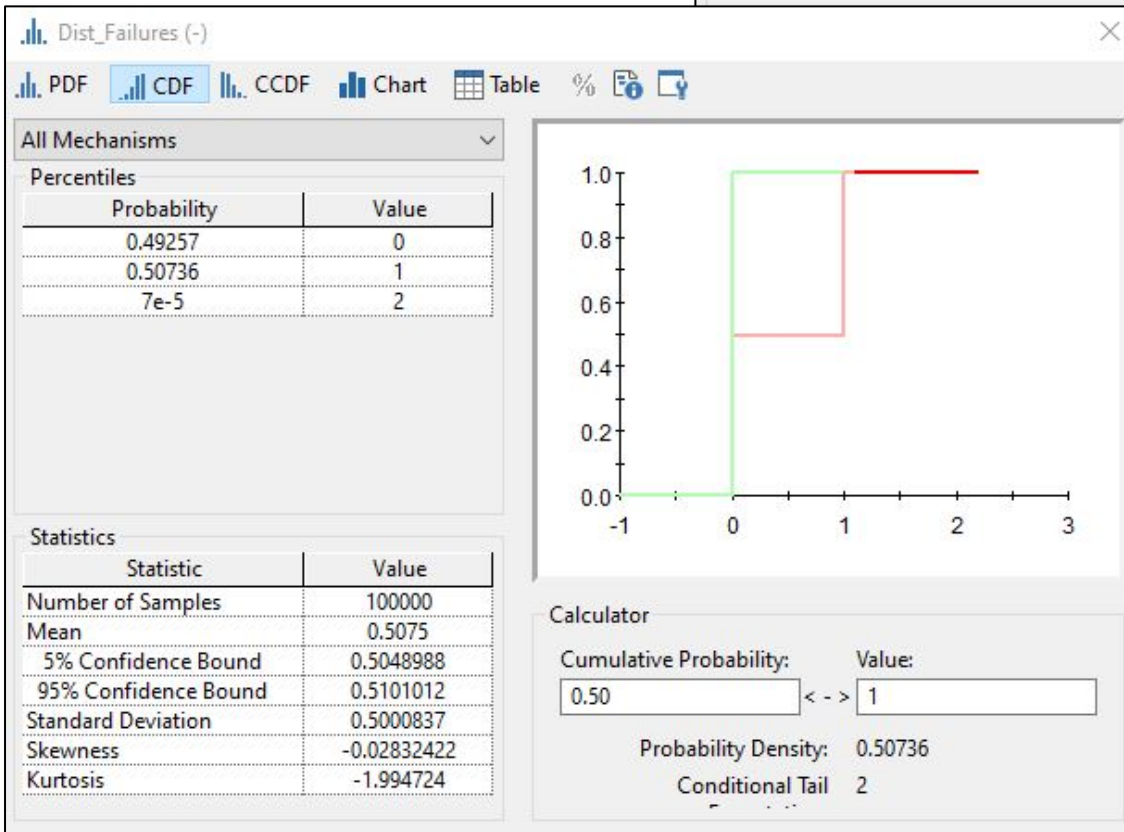 Dist_Failures (-)
PDF CDF CCDF Chart Table %
All Mechanisms
Percentiles
Probability Value
0.49257 0
0.50736 1
7e-5 2
Statistics
Statistic Value
Number of Samples 100000
Mean 0.5075
5% Confidence Bound 0.5048988
95% Confidence Bound 0.5101012
Standard Deviation 0.5000837
Skewness -0.02832422
Kurtosis -1.994724
1.0
0.8
0.6
0.4
0.2
0.0
-1 0 1 2 3
Calculator
Cumulative Probability: Value:
0.50 < - > 1
Probability Density: 0.50736
Conditional Tail 2